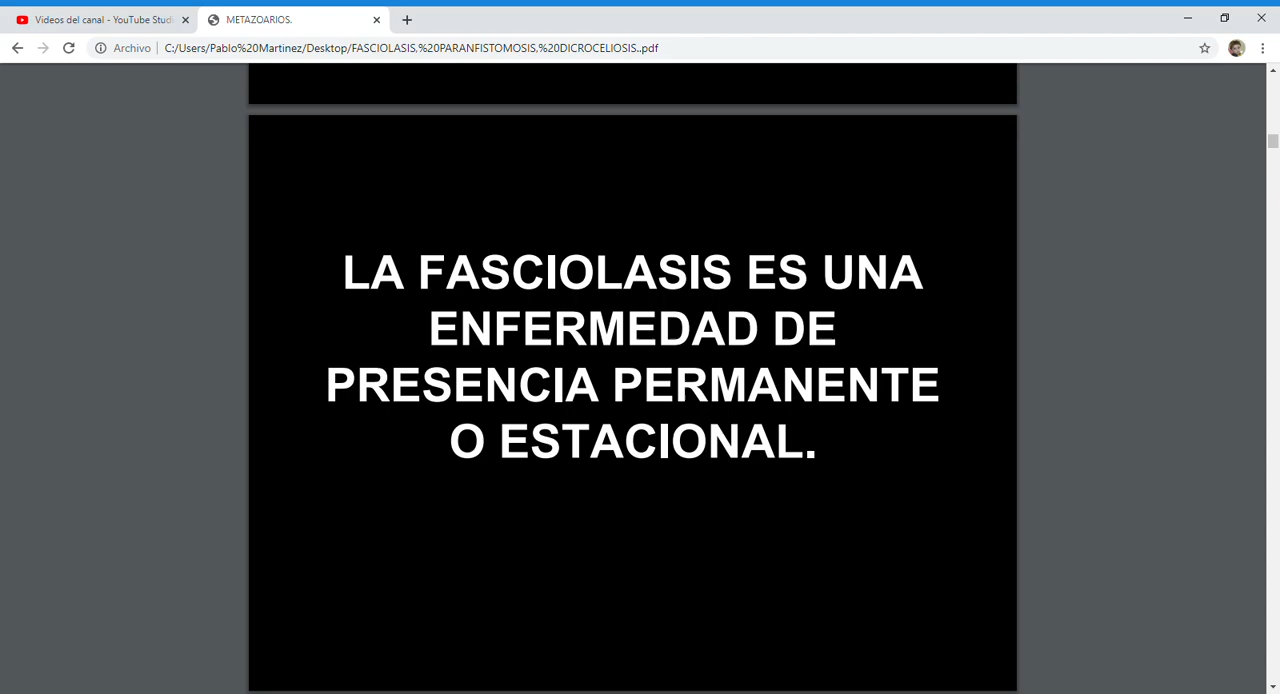 Videos del canal - YouTube Stud
METAZOARIOS.
Archivo
C:/Users/Pablo%20Martinez/Desktop/FASCIOLASIS,%20PARANFISTOMOSIS,%20DICROCELIOSIS..pdf
LA FASCIOLASIS ES UNA
ENFERMEDAD DE
PRESENCIA PERMANENTE
O ESTACIONAL.